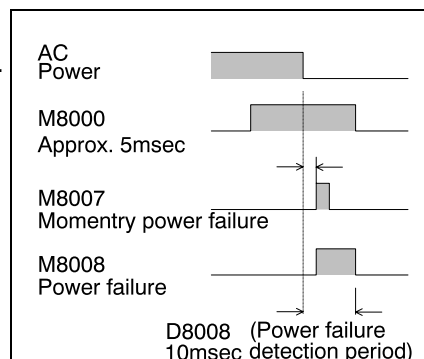 AC
Power
M8000
Approx. 5msec
M8007
Momentry power failure
M8008
Power failure
D8008 (Power failure
10msec detection period)